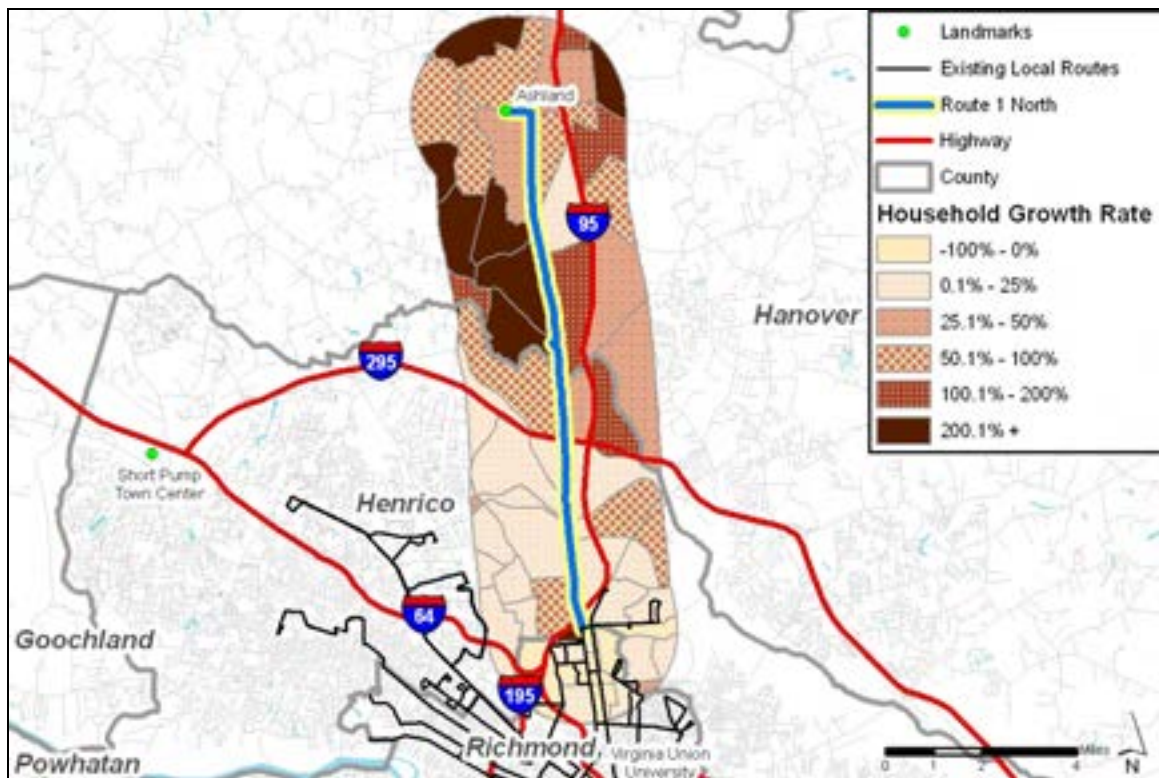 Ashland
95
Hanover
295
Short Pump
Town Center
Henrico
64
Goochland
195
Richmond
Virginia Union
University
Powhatan
Landmarks
Existing Local Routes
Route 1 North
Highway
County
Household Growth Rate
-100% - 0%
0.1% - 25%
25.1% - 50%
50.1% - 100%
100.1% - 200%
200.1% +
0 1 2 4
Miles
N